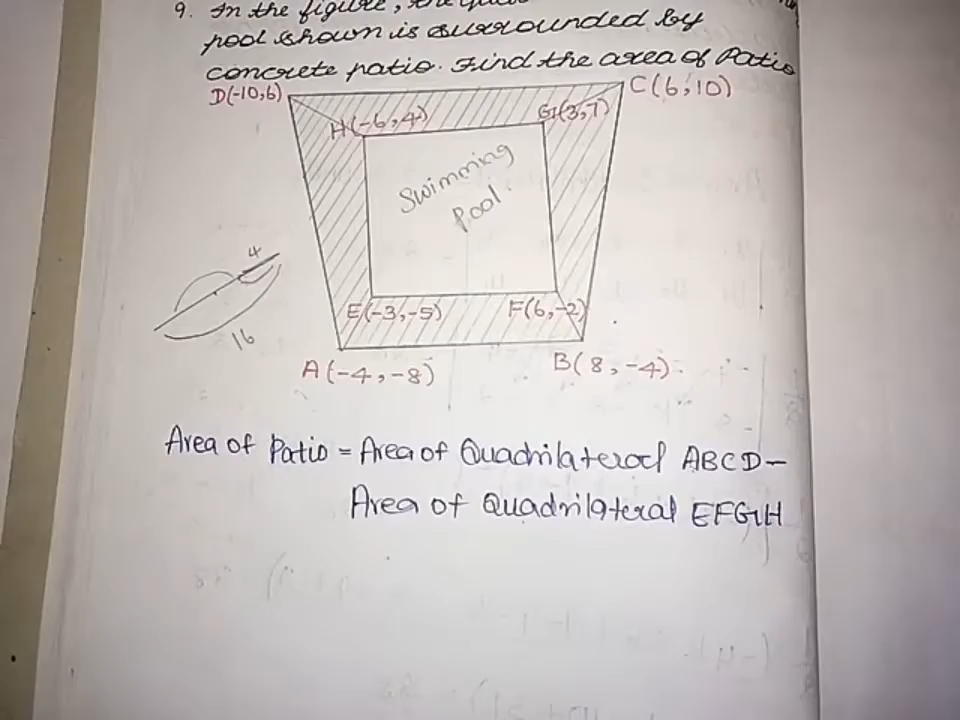 9. In the figure, the
pool shown is surrounded by
concrete patio. Find the area of Patio
D(-10,6)
C(6,10)
H(-6,4)
G(3,7)
Swimming
Pool
4
16
E(-3,-5)
F(6,-2)
A(-4,-8)
B(8,-4)
Area of Patio = Area of Quadrilateral ABCD-
Area of Quadrilateral EFGH